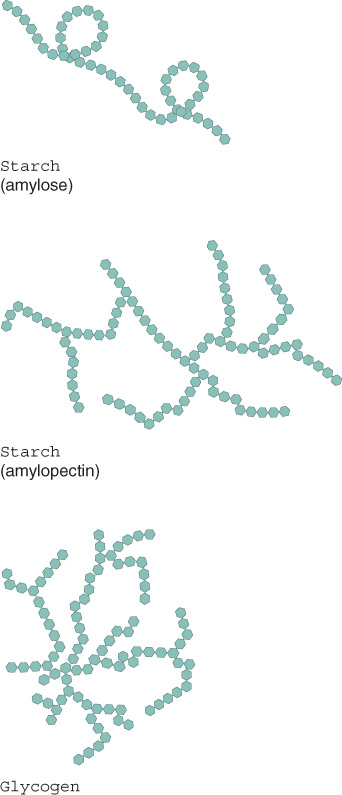 Starch
(amylose)
Starch
(amylopectin)
Glycogen